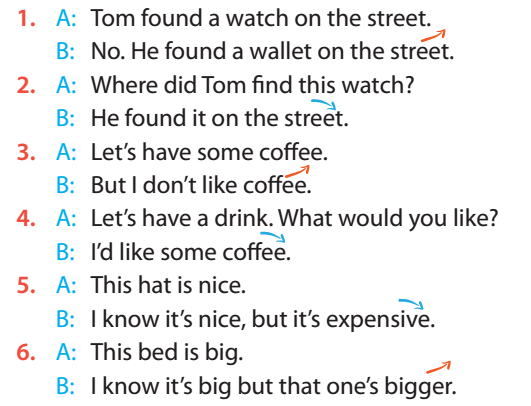 1. A: Tom found a watch on the street.
B: No. He found a wallet on the street.
2. A: Where did Tom find this watch?
B: He found it on the street.
3. A: Let's have some coffee.
B: But I don't like coffee.
4. A: Let's have a drink. What would you like?
B: I'd like some coffee.
5. A: This hat is nice.
B: I know it's nice, but it's expensive.
6. A: This bed is big.
B: I know it's big but that one's bigger.